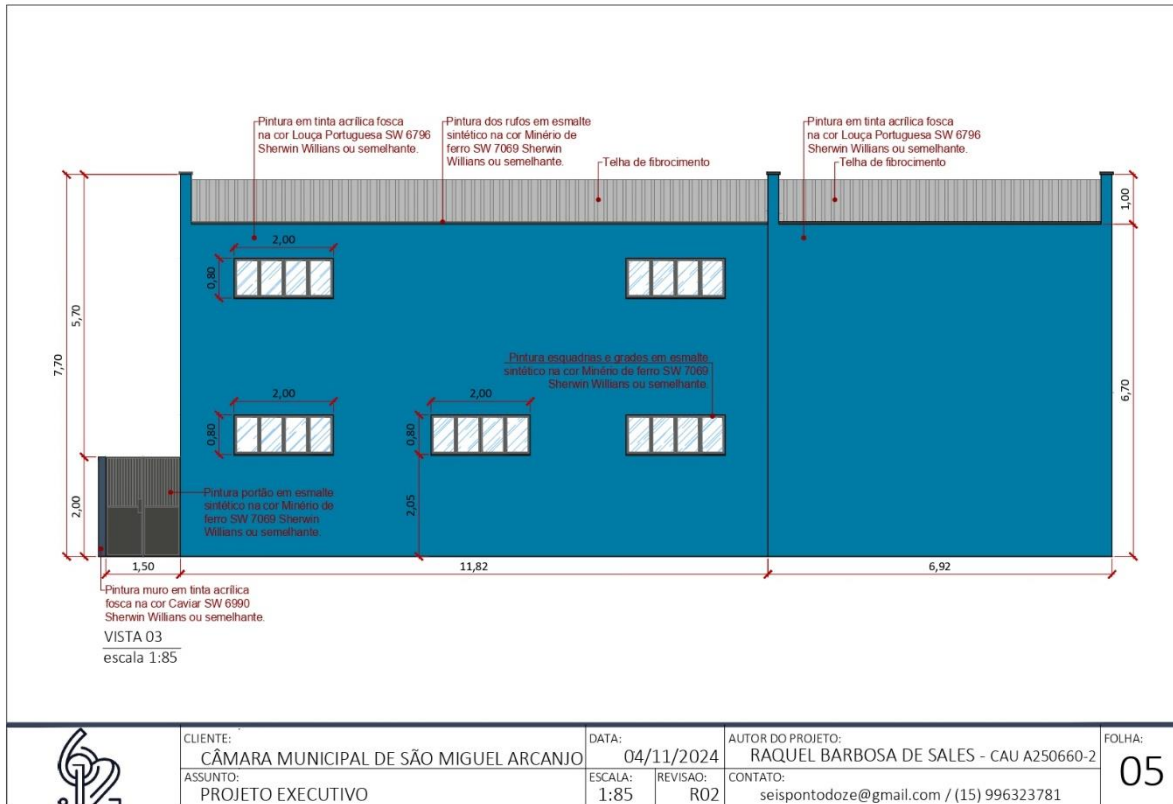 Pintura em tinta acrílica fosca
na cor Louça Portuguesa SW 6796
Sherwin Willians ou semelhante.
Pintura dos rufos em esmalte
sintético na cor Minério de
ferro SW 7069 Sherwin
Willians ou semelhante.
Telha de fibrocimento
Pintura em tinta acrílica fosca
na cor Louça Portuguesa SW 6796
Sherwin Willians ou semelhante.
Telha de fibrocimento
1,00
2,00
0,80
5,70
7,70
Pintura esquadrias e grades em esmalte
sintético na cor Minério de ferro SW 7069
Sherwin Willians ou semelhante.
6,70
2,00
2,00
0,80
0,80
2,00
Pintura portão em esmalte
sintético na cor Minério de
ferro SW 7069 Sherwin
Willians ou semelhante.
2,05
1,50
11,82
6,92
Pintura muro em tinta acrílica
fosca na cor Caviar SW 6990
Sherwin Willians ou semelhante.
VISTA 03
escala 1:85
CLIENTE:
CÂMARA MUNICIPAL DE SÃO MIGUEL ARCANJO
DATA:
04/11/2024
AUTOR DO PROJETO:
RAQUEL BARBOSA DE SALES - CAU A250660-2
FOLHA:
05
ASSUNTO:
PROJETO EXECUTIVO
ESCALA:
1:85
REVISAO:
R02
CONTATO:
seispontodoze@gmail.com / (15) 996323781